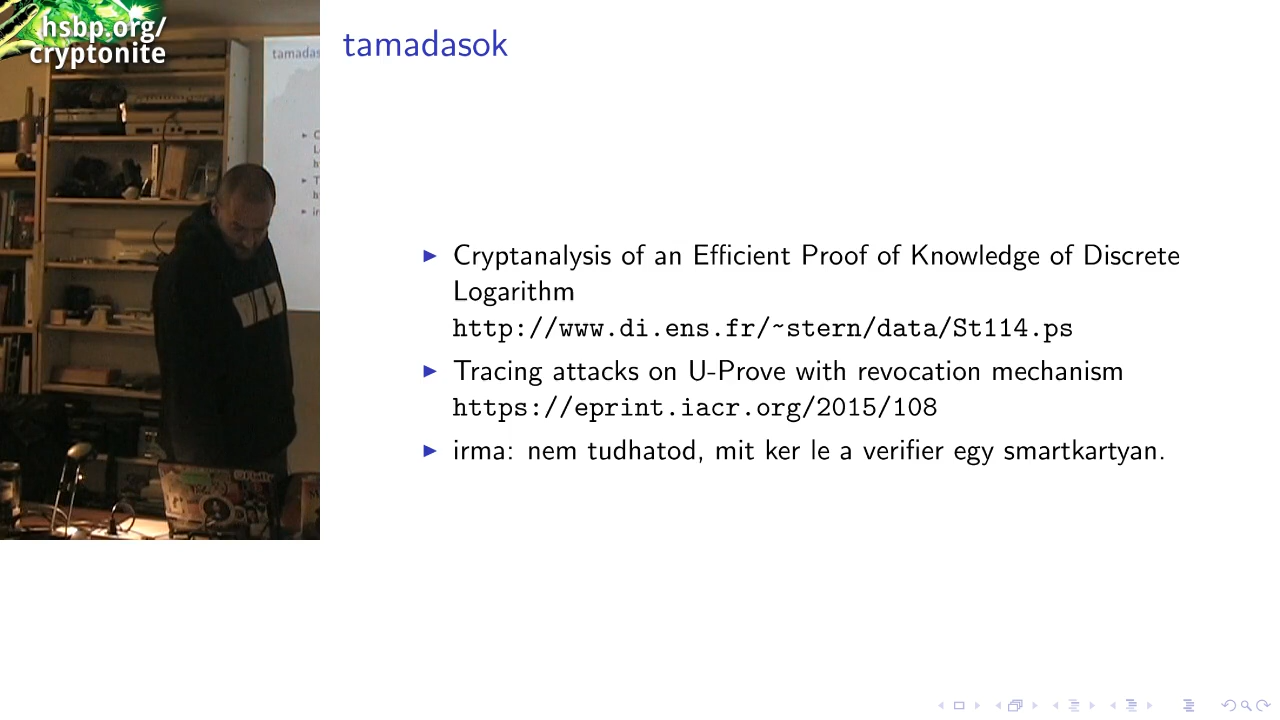 hsbp.org/
cryptonite
tamadasok
▶ Cryptanalysis of an Efficient Proof of Knowledge of Discrete
Logarithm
http://www.di.ens.fr/~stern/data/St114.ps
▶ Tracing attacks on U-Prove with revocation mechanism
https://eprint.iacr.org/2015/108
▶ irma: nem tudhatod, mit ker le a verifier egy smartkartyan.
tamadas